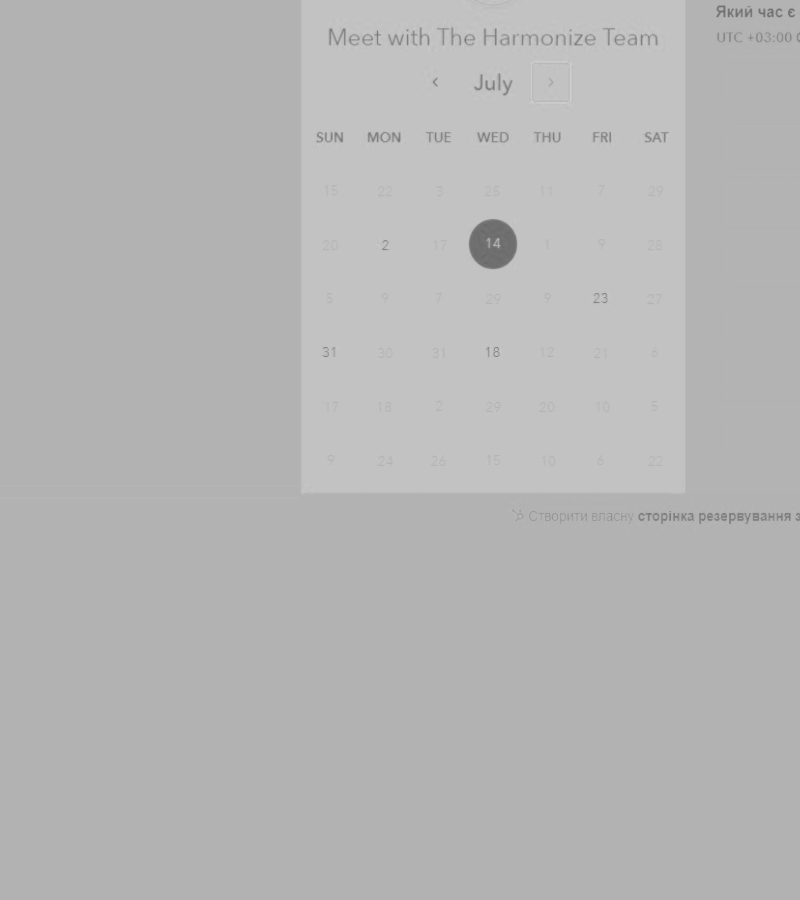 Який час є
Meet with The Harmonize Team
UTC +03:00
July
SUN MON TUE WED THU FRI SAT
15 22 3 25 11 7 29
20 2 17 14 1 9 28
5 9 7 29 9 23 27
31 30 31 18 12 21 6
17 18 2 29 20 10 5
9 24 26 15 10 6 22
Створити власну сторінка резервування з